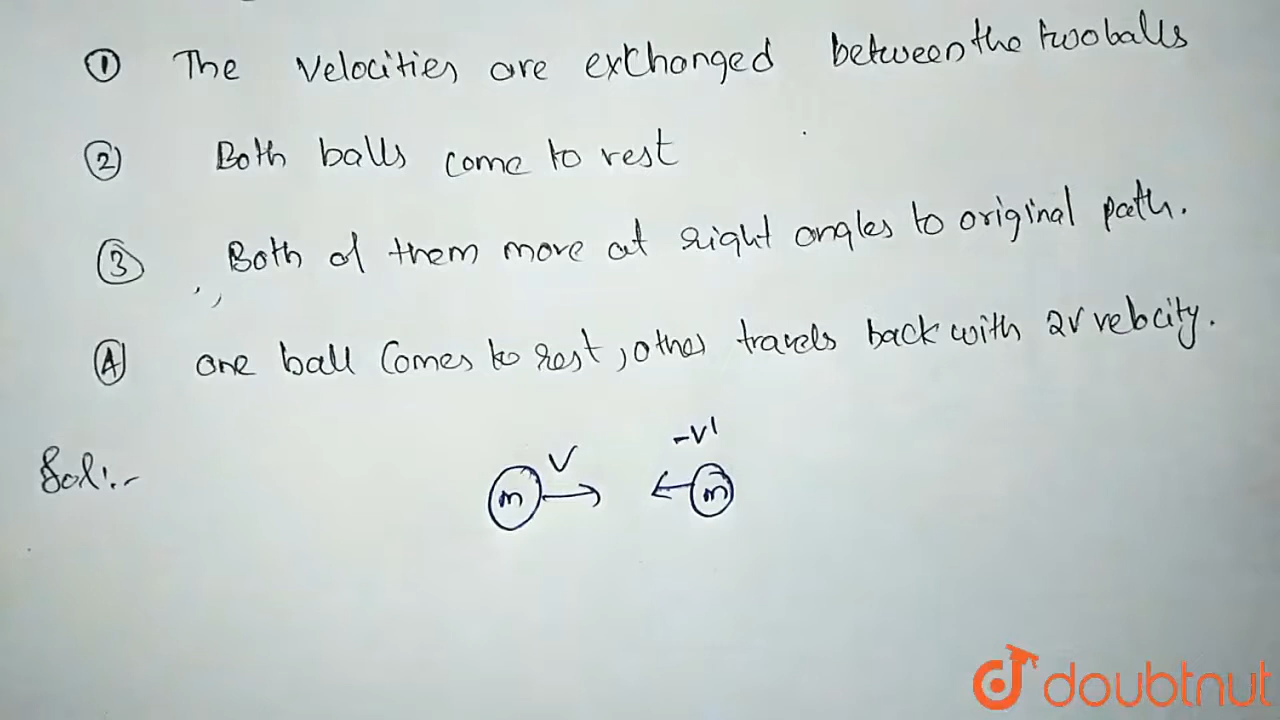 ① The velocities are exchanged between the two balls
② Both balls come to rest
③ Both of them move at right angles to original path.
④ one ball comes to rest, other travels back with 2v velocity.
Sol:-
V -V'
m m
doubtnut